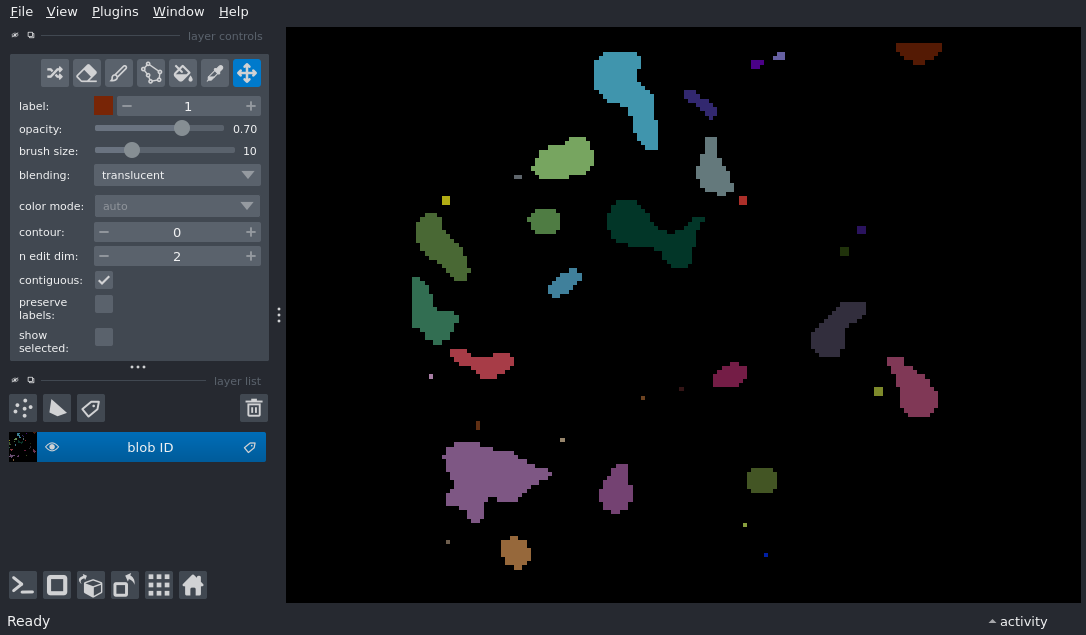 File View Plugins Window Help
layer controls
label: 1
opacity: 0.70
brush size: 10
blending: translucent
color mode: auto
contour: 0
n edit dim: 2
contiguous:
preserve
labels:
show
selected:
layer list
blob ID
Ready
activity